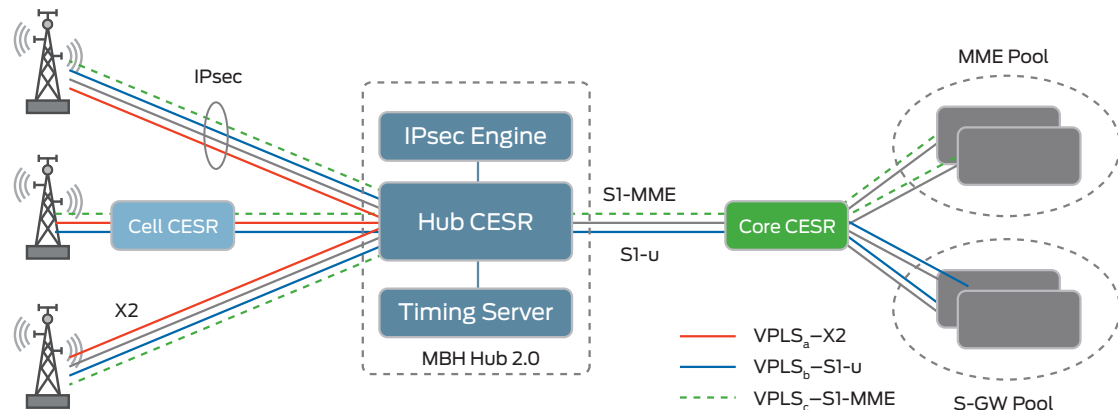 IPsec
MME Pool
IPsec Engine
S1-MME
Cell CESR
Hub CESR
Core CESR
S1-u
X2
Timing Server
MBH Hub 2.0
VPLSa–X2
VPLSb–S1-u
VPLSc–S1-MME
S-GW Pool